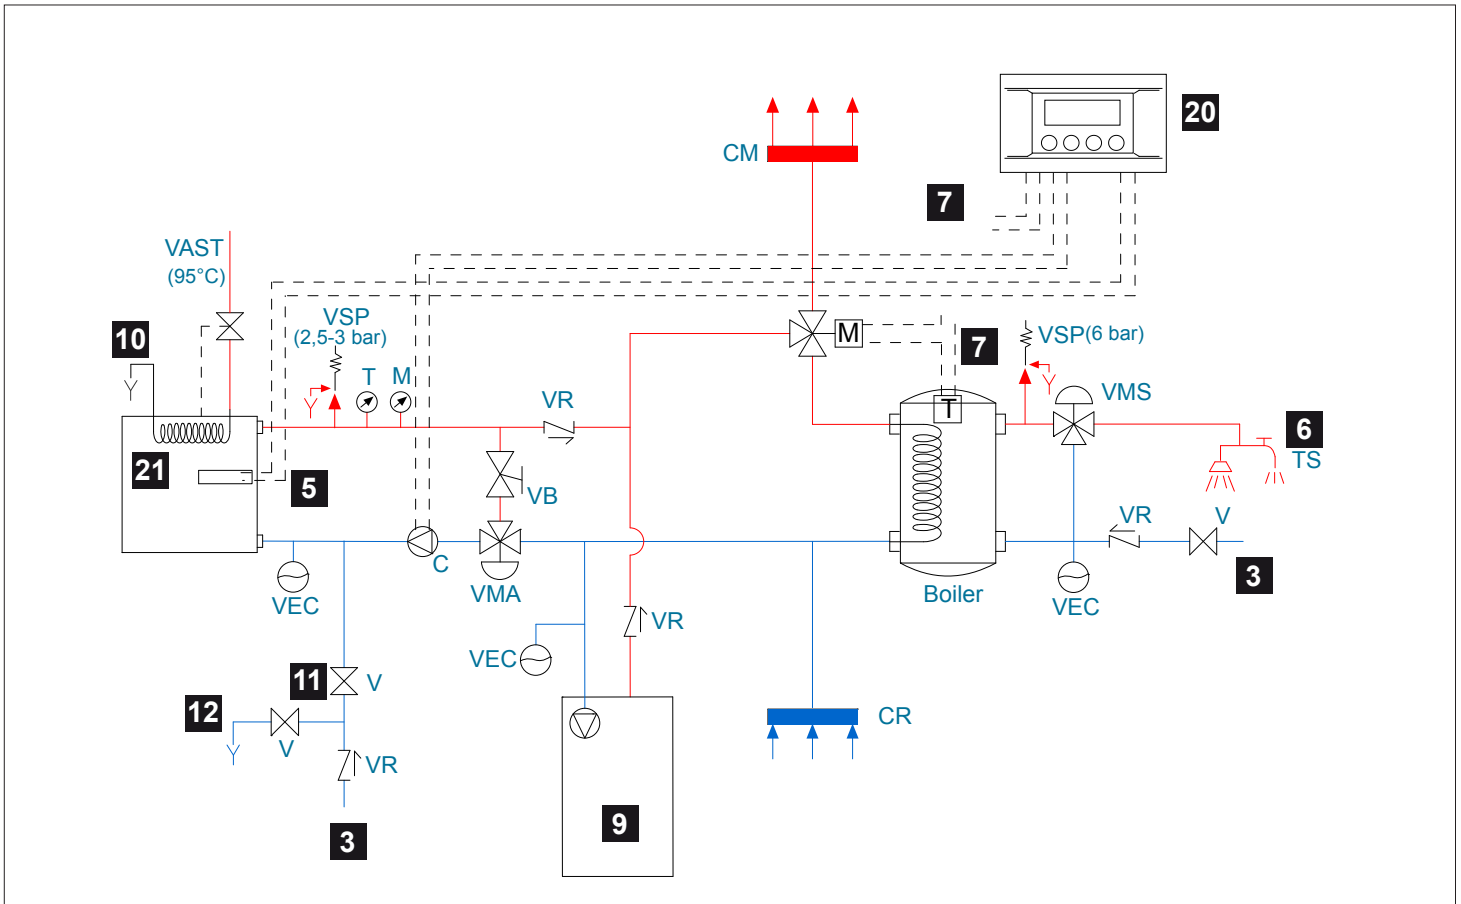 20
CM
7
VAST
(95°C)
VSP
(2,5-3 bar)
10
M
7
VSP(6 bar)
T
M
VR
VMS
T
6
TS
21
5
VB
VR
V
C
VMA
VEC
Boiler
VEC
3
VR
VEC
11
V
12
V
CR
VR
9
3